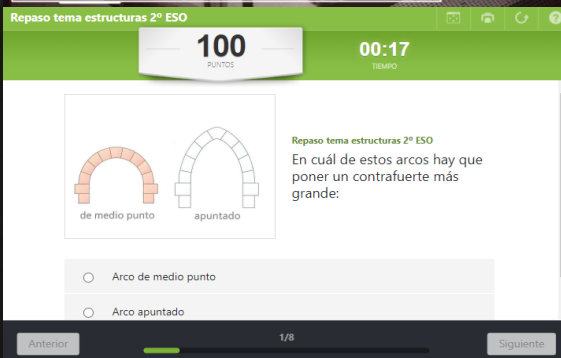 Repaso tema estructuras 2º ESO
100
PUNTOS
00:17
TIEMPO
de medio punto
apuntado
Repaso tema estructuras 2º ESO
En cuál de estos arcos hay que
poner un contrafuerte más
grande:
Arco de medio punto
Arco apuntado
Anterior
1/8
Siguiente